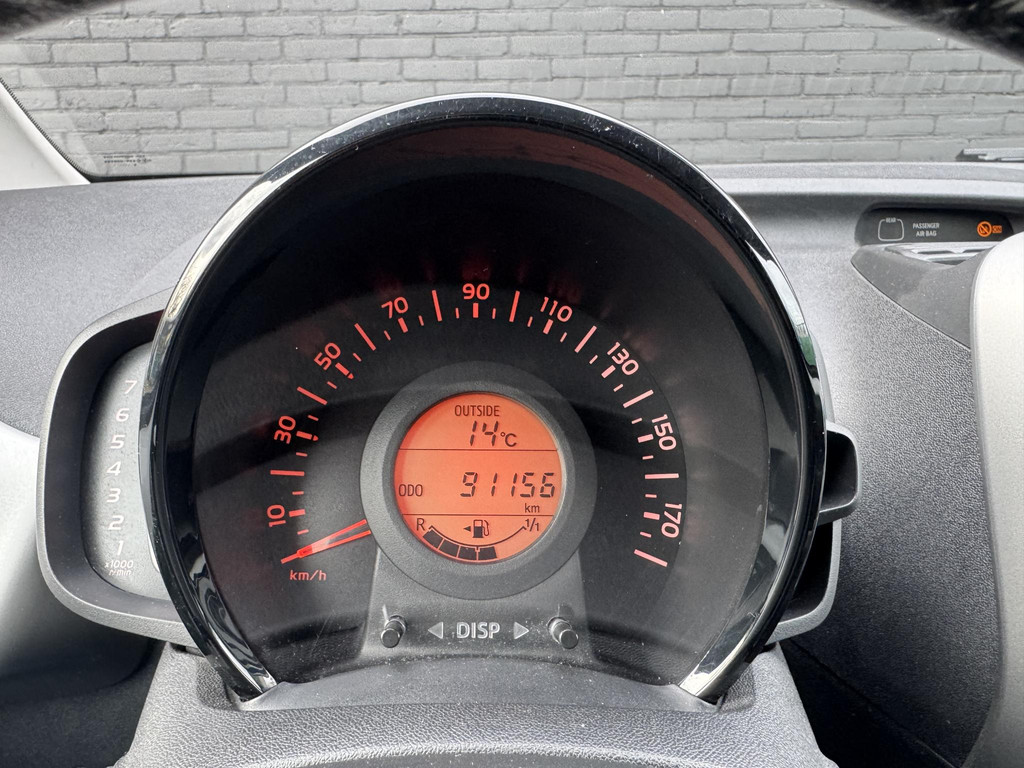 REAR
PASSENGER
AIR BAG
10
30
50
70
90
110
130
150
170
km/h
OUTSIDE
14°C
ODO 91156
km
R 1/1
◄ DISP ►
7
6
5
4
3
2
1
x1000
r/min